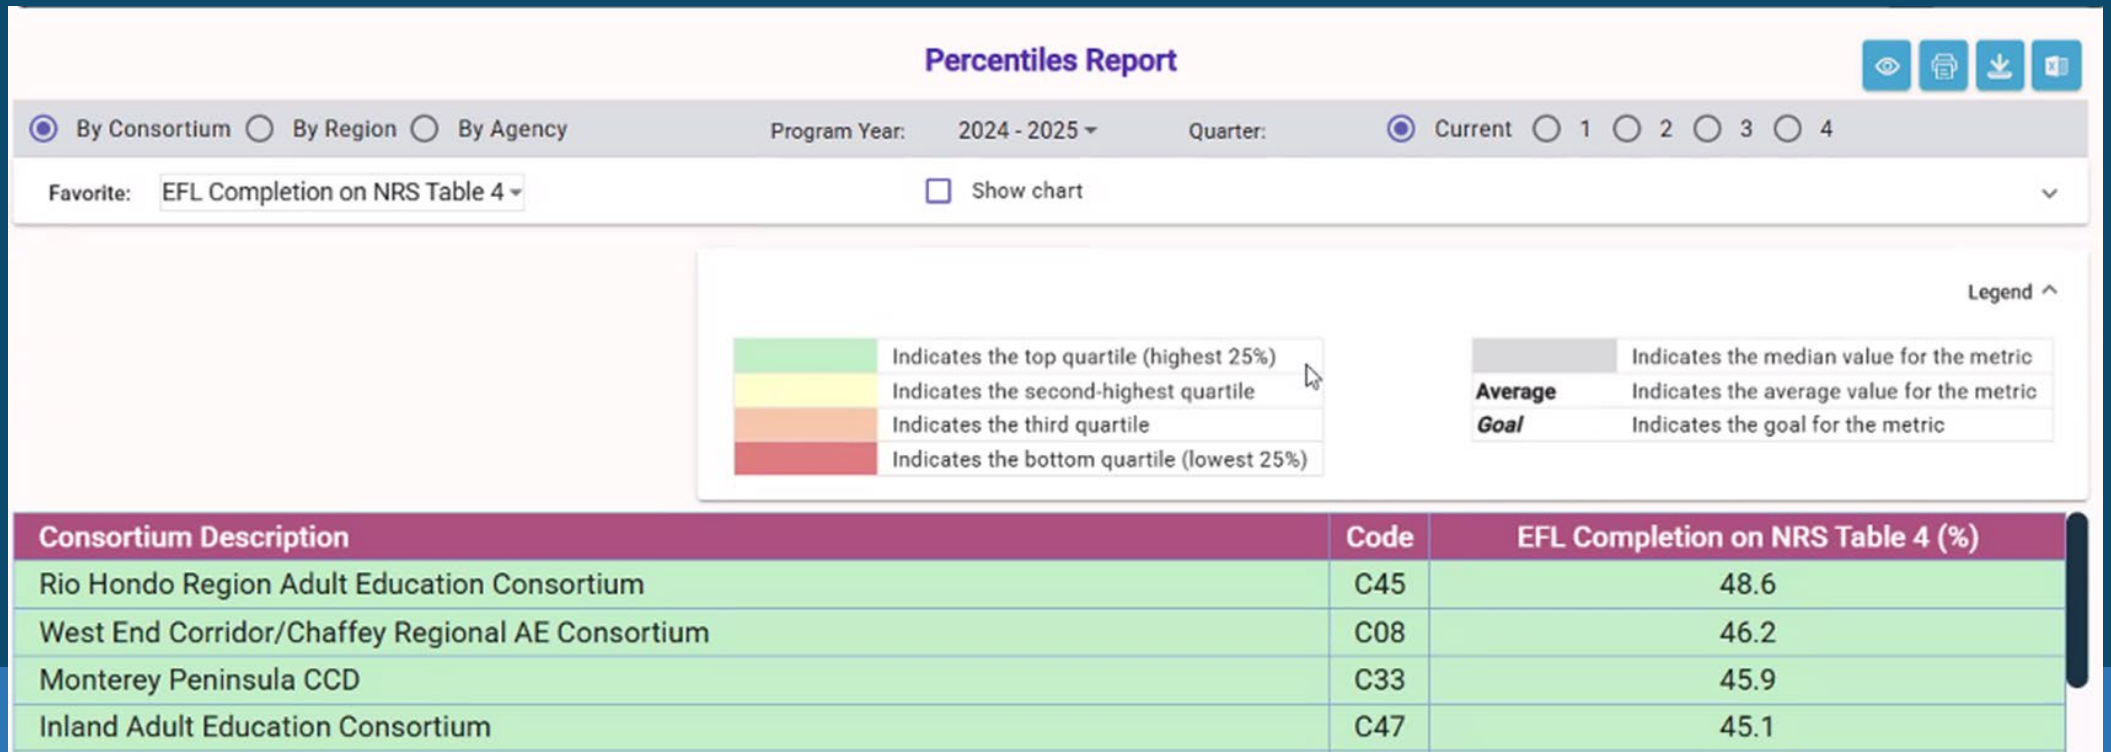 Percentiles Report
By Consortium By Region By Agency Program Year: 2024 - 2025 Quarter: Current 1 2 3 4
Favorite: EFL Completion on NRS Table 4 Show chart
Legend
Indicates the top quartile (highest 25%)
Indicates the second-highest quartile
Indicates the third quartile
Indicates the bottom quartile (lowest 25%)
Indicates the median value for the metric
Average Indicates the average value for the metric
Goal Indicates the goal for the metric
Consortium Description Code EFL Completion on NRS Table 4 (%)
Rio Hondo Region Adult Education Consortium C45 48.6
West End Corridor/Chaffey Regional AE Consortium C08 46.2
Monterey Peninsula CCD C33 45.9
Inland Adult Education Consortium C47 45.1